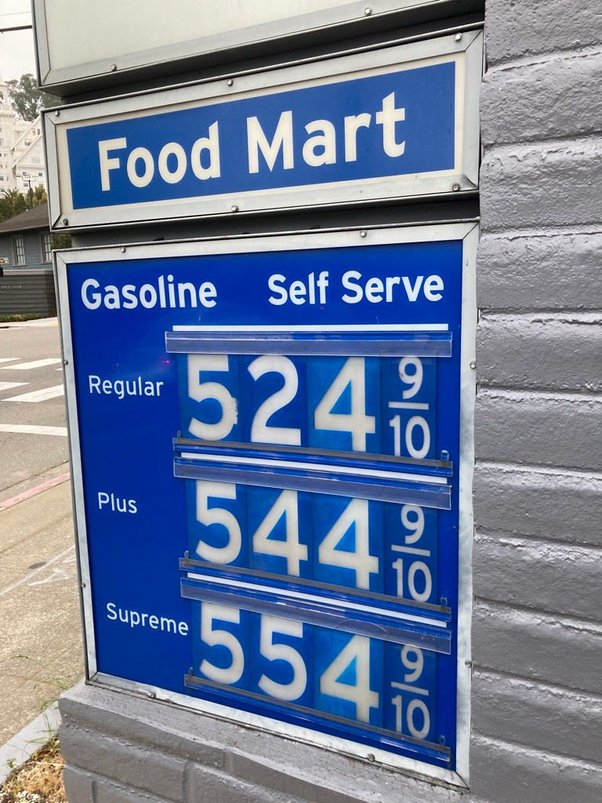 Food Mart
Gasoline Self Serve
Regular 524 9/10
Plus 544 9/10
Supreme 554 9/10